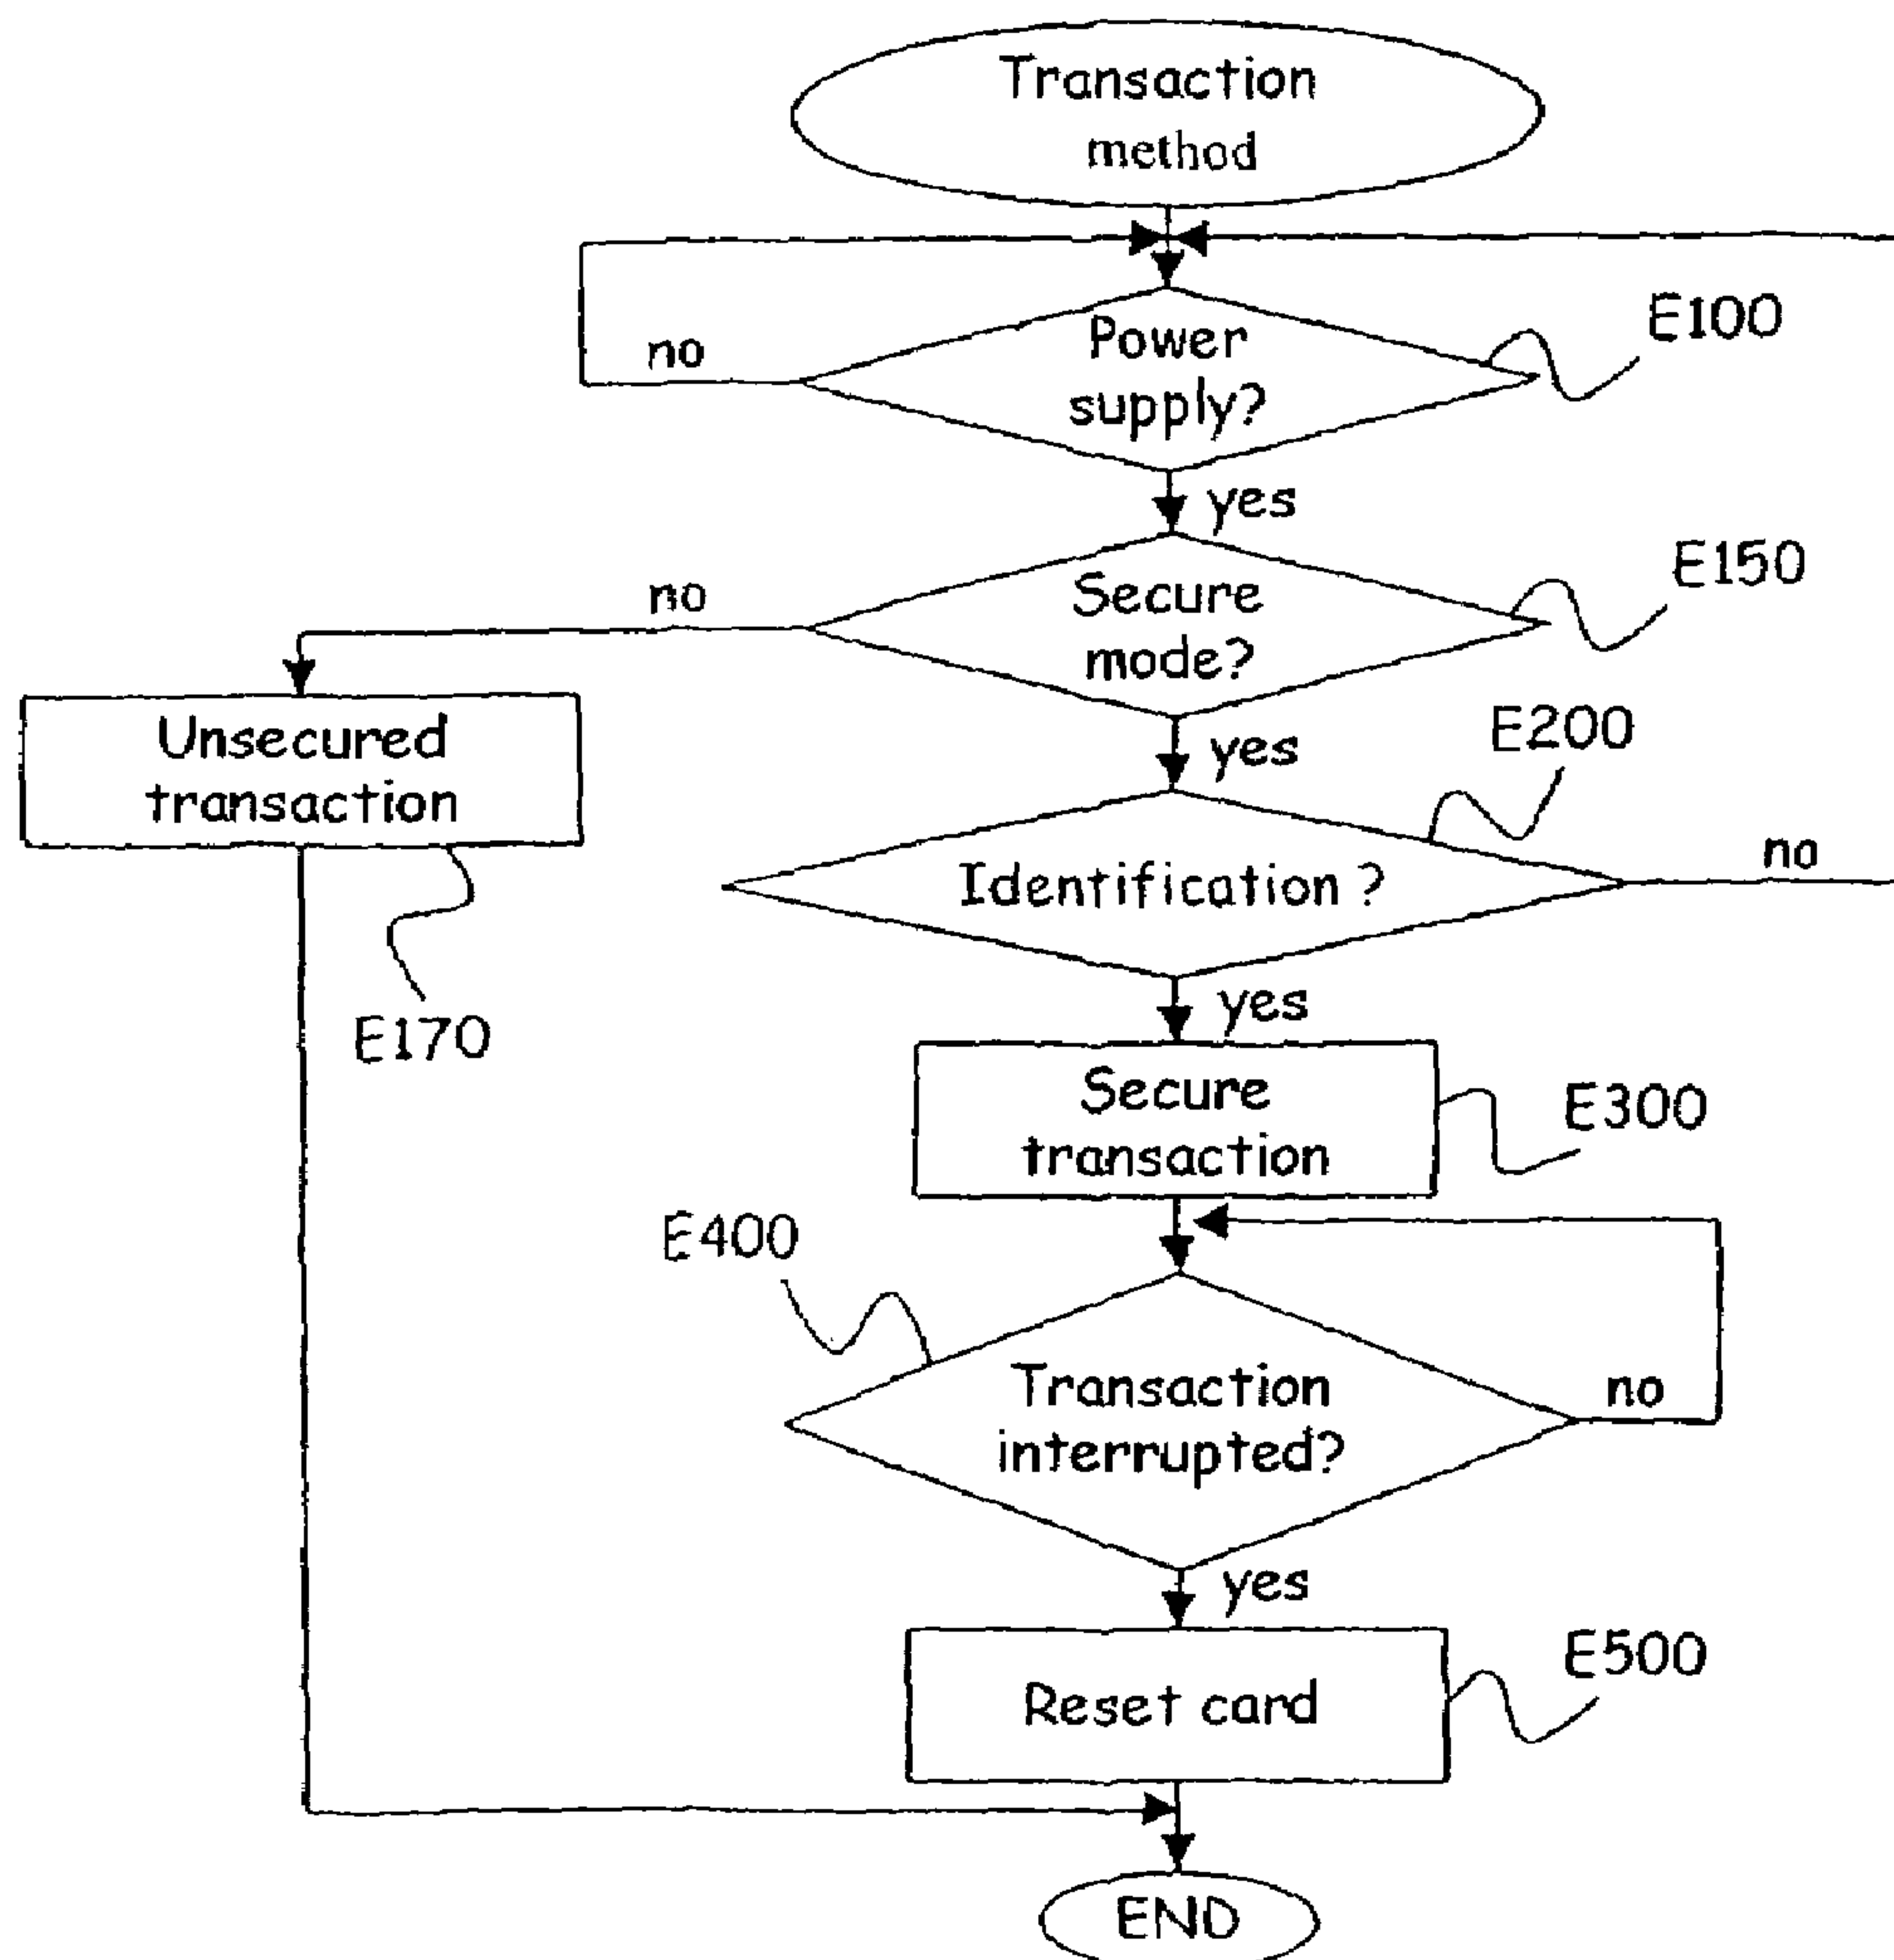 Transaction
method
E100
Power
no
supply?
yes
E150
Secure
no
mode?
E200
Unsecured
transaction
yes
no
Identification ?
yes
E170
Secure
transaction
E300
E400
Transaction
interrupted?
no
yes
E500
Reset card
END